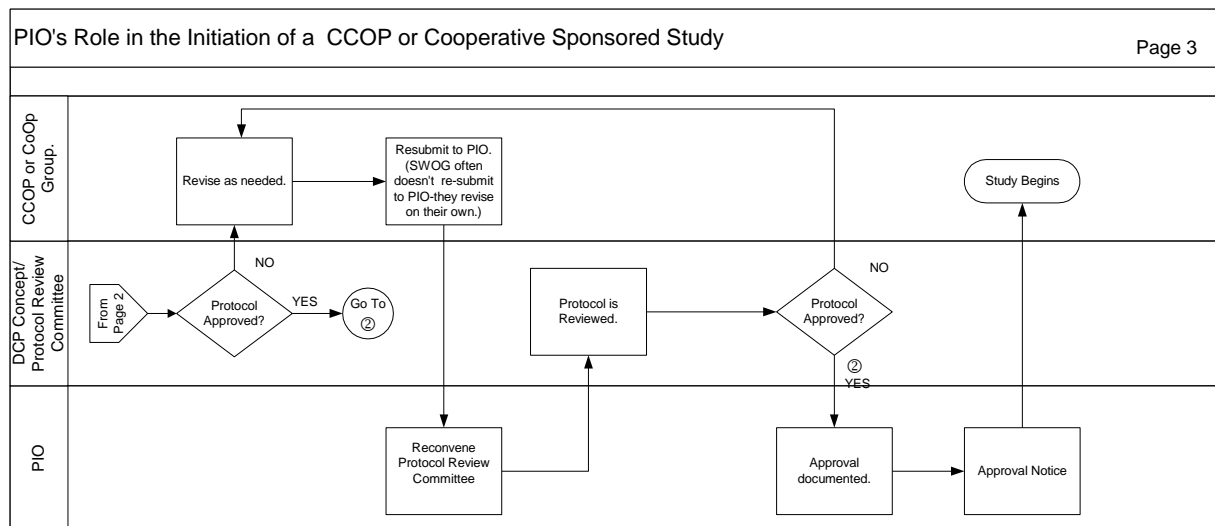 PIO's Role in the Initiation of a  CCOP or Cooperative Sponsored Study
Page 3
CCOP or CoOp
Group.
Revise as needed.
Resubmit to PIO.
(SWOG often
doesn't  re-submit
to PIO-they revise
on their own.)
Study Begins
DCP Concept/
Protocol Review
Committee
From
Page 2
Protocol
Approved?
NO
YES
Go To
②
Protocol is
Reviewed.
Protocol
Approved?
NO
②
YES
PIO
Reconvene
Protocol Review
Committee
Approval
documented.
Approval Notice